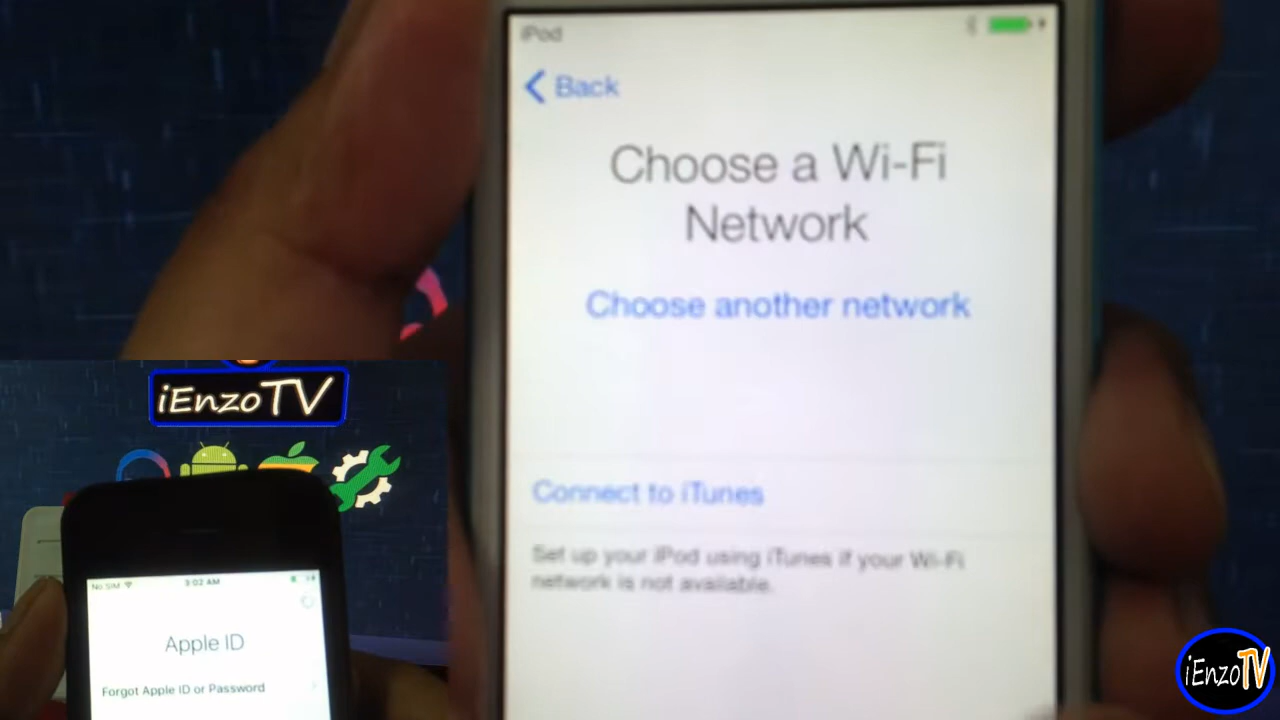 iPod
Back
Choose a Wi-Fi
Network
Choose another network
Connect to iTunes
Set up your iPod using iTunes if your Wi-Fi
network is not available.
iEnzoTV
No SIM
3:02 AM
Apple ID
Forgot Apple ID or Password
iEnzoTV